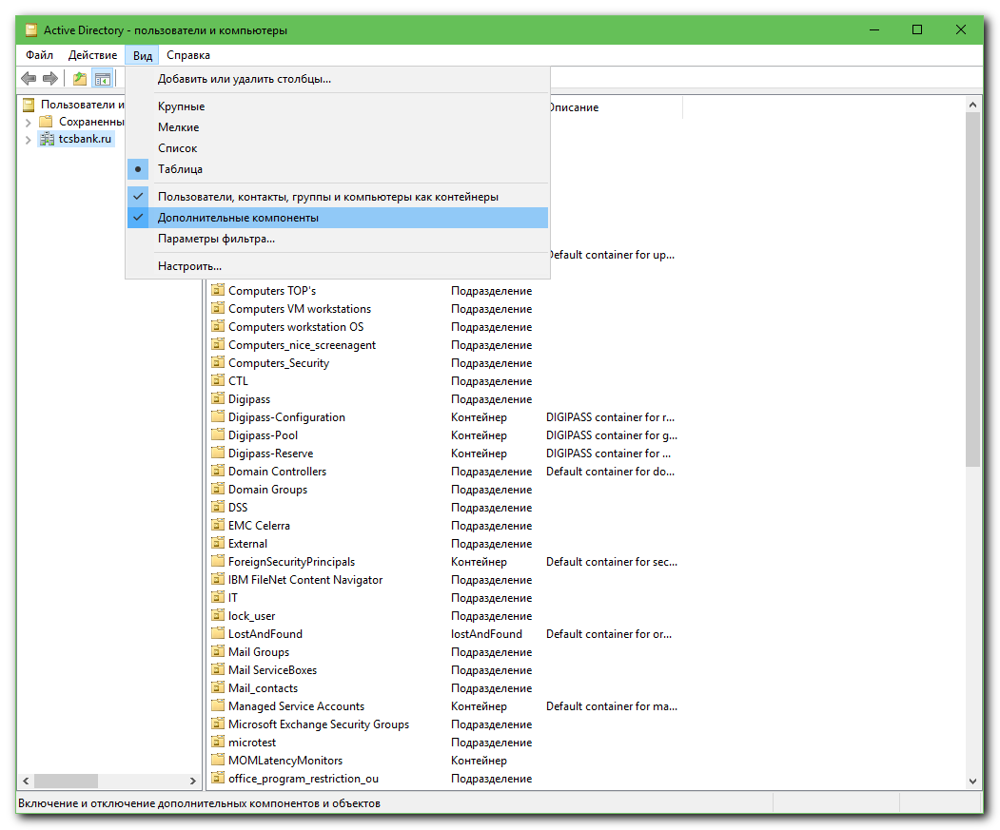 Active Directory - пользователи и компьютеры
Файл Действие Вид Справка
Добавить или удалить столбцы...
Крупные
Мелкие
Список
Таблица
Пользователи, контакты, группы и компьютеры как контейнеры
Дополнительные компоненты
Параметры фильтра...
Настроить...
Пользователи и
Сохраненны
tcsbank.ru
Описание
Default container for up...
Computers TOP's Подразделение
Computers VM workstations Подразделение
Computers workstation OS Подразделение
Computers_nice_screenagent Подразделение
Computers_Security Подразделение
CTL Подразделение
Digipass Подразделение
Digipass-Configuration Контейнер DIGIPASS container for r...
Digipass-Pool Контейнер DIGIPASS container for g...
Digipass-Reserve Контейнер DIGIPASS container for ...
Domain Controllers Подразделение Default container for do...
Domain Groups Подразделение
DSS Подразделение
EMC Celerra Подразделение
External Подразделение
ForeignSecurityPrincipals Контейнер Default container for sec...
IBM FileNet Content Navigator Подразделение
IT Подразделение
lock_user Подразделение
LostAndFound lostAndFound Default container for or...
Mail Groups Подразделение
Mail ServiceBoxes Подразделение
Mail_contacts Подразделение
Managed Service Accounts Контейнер Default container for ma...
Microsoft Exchange Security Groups Подразделение
microtest Подразделение
MOMLatencyMonitors Контейнер
office_program_restriction_ou Подразделение
Включение и отключение дополнительных компонентов и объектов